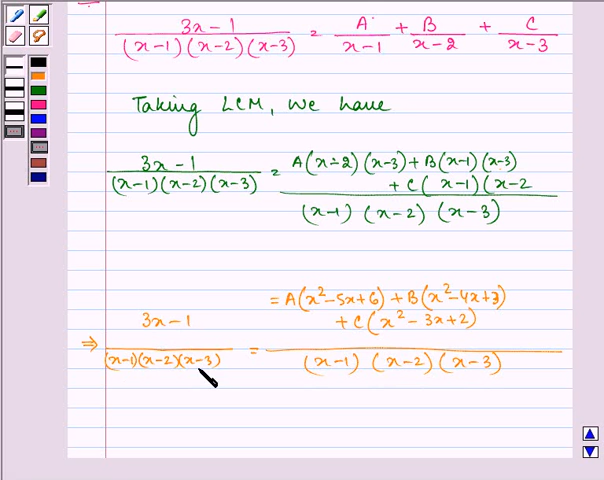 3x-1 / (x-1)(x-2)(x-3) = A/x-1 + B/x-2 + C/x-3
Taking LCM, We have
3x-1 / (x-1)(x-2)(x-3) = A(x-2)(x-3) + B(x-1)(x-3)
+ C(x-1)(x-2
(x-1) (x-2) (x-3)
= A(x²-5x+6) + B(x²-4x+3)
3x-1 + C(x²-3x+2)
⇒ =
(x-1)(x-2)(x-3) (x-1) (x-2) (x-3)